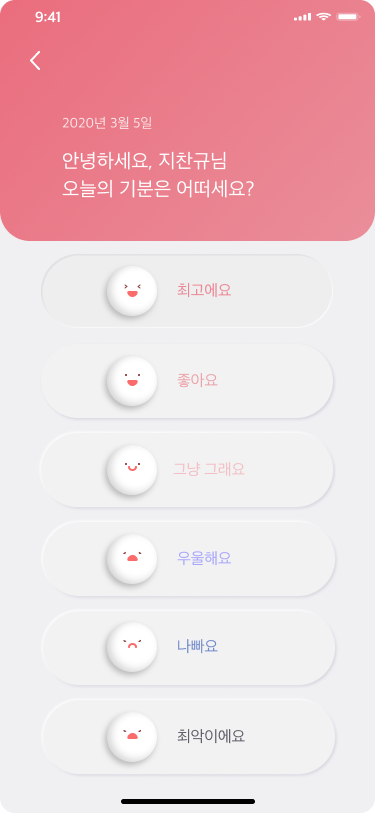 9:41
2020년 3월 5일
안녕하세요, 지찬규님
오늘의 기분은 어떠세요?
최고에요
좋아요
그냥 그래요
우울해요
나빠요
최악이에요